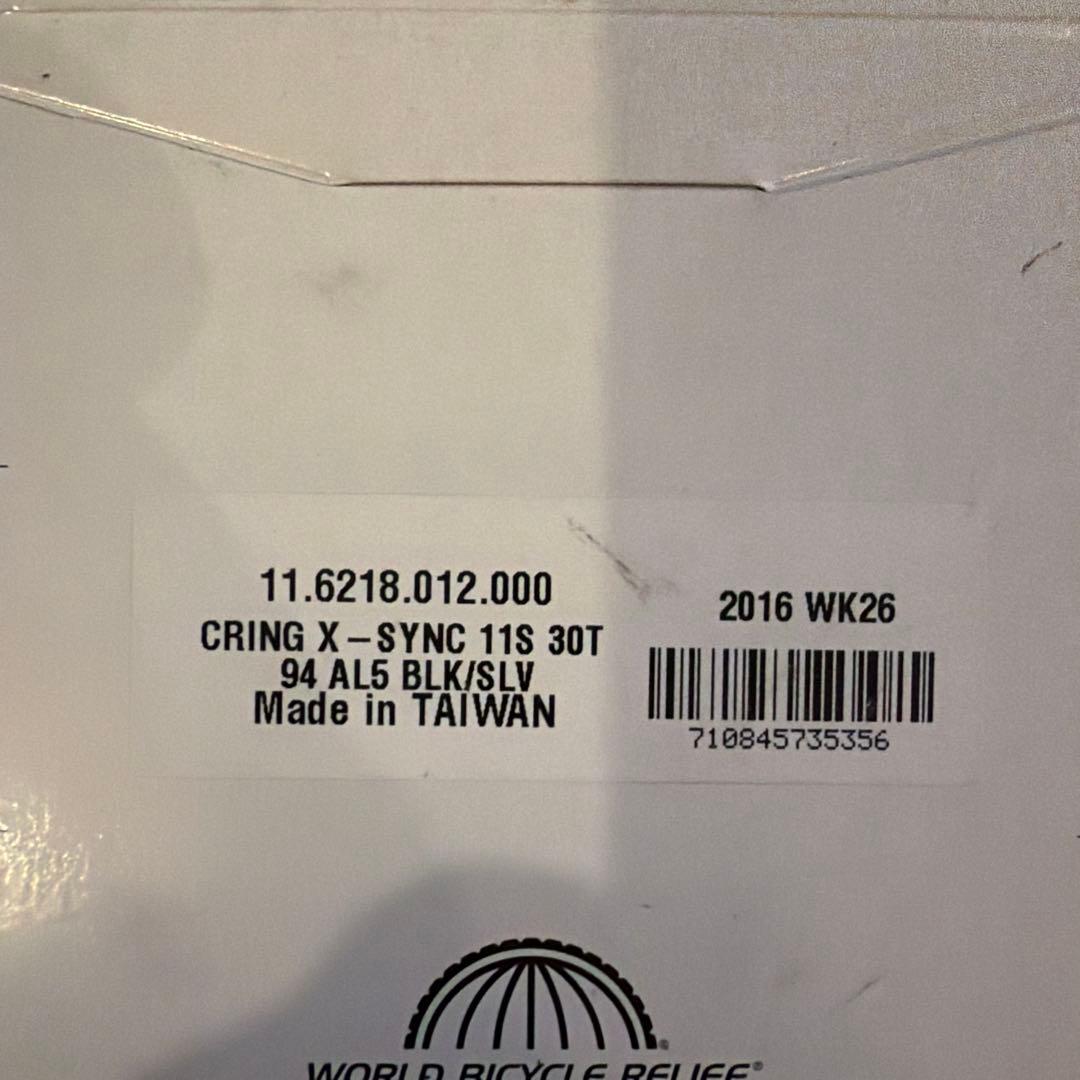 11.6218.012.000
CRING X-SYNC 11S 30T
94 AL5 BLK/SLV
Made in TAIWAN
2016 WK26
710845735356
WORLD BICYCLE RELIEF®